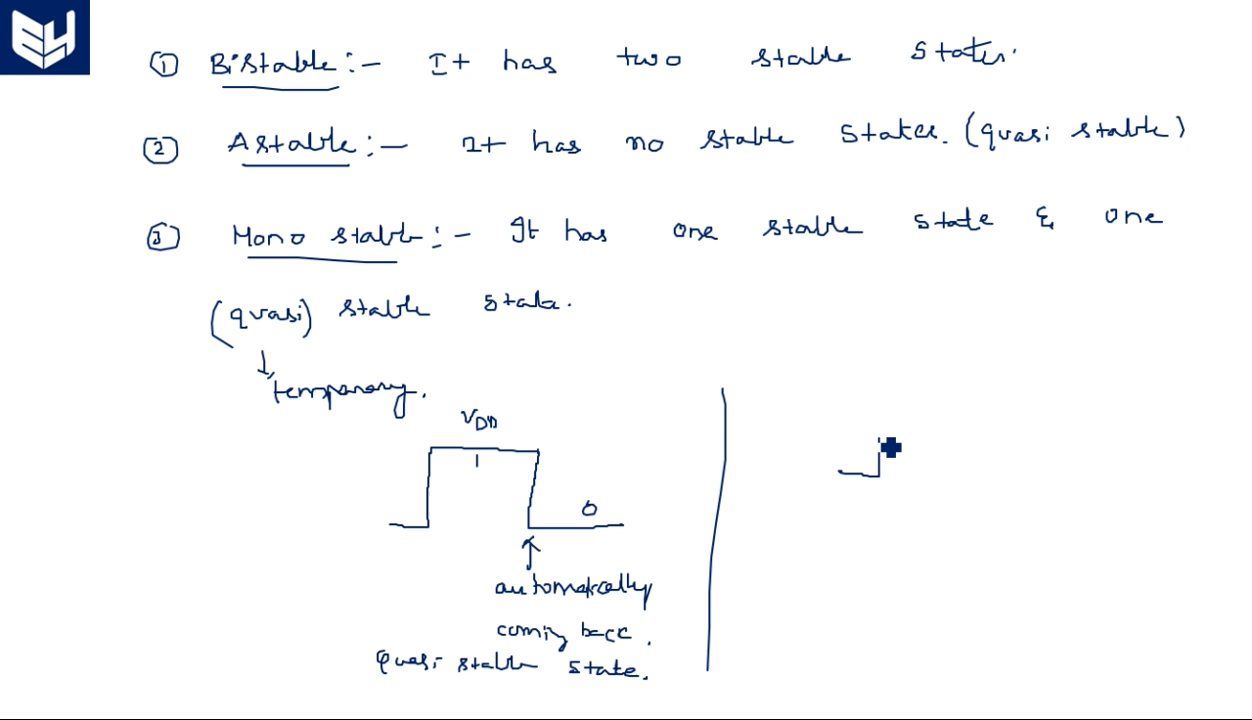 EH
① Bistable :- It has two stable states.
② Astable :- It has no stable states. (quasi stable)
③ Mono stable :- It has one stable state & one
(quasi) stable state.
↓
temporary.
VDD
1
0
↑
automatically
coming back.
quasi stable state.